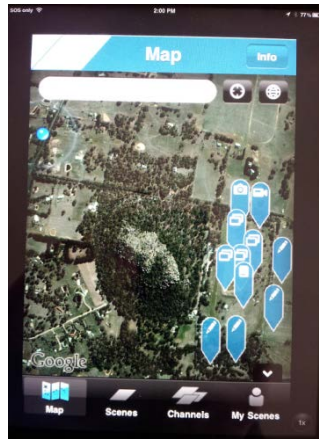 SOS only 2:00 PM 77%
Map Info
Google
Map Scenes Channels My Scenes
1x